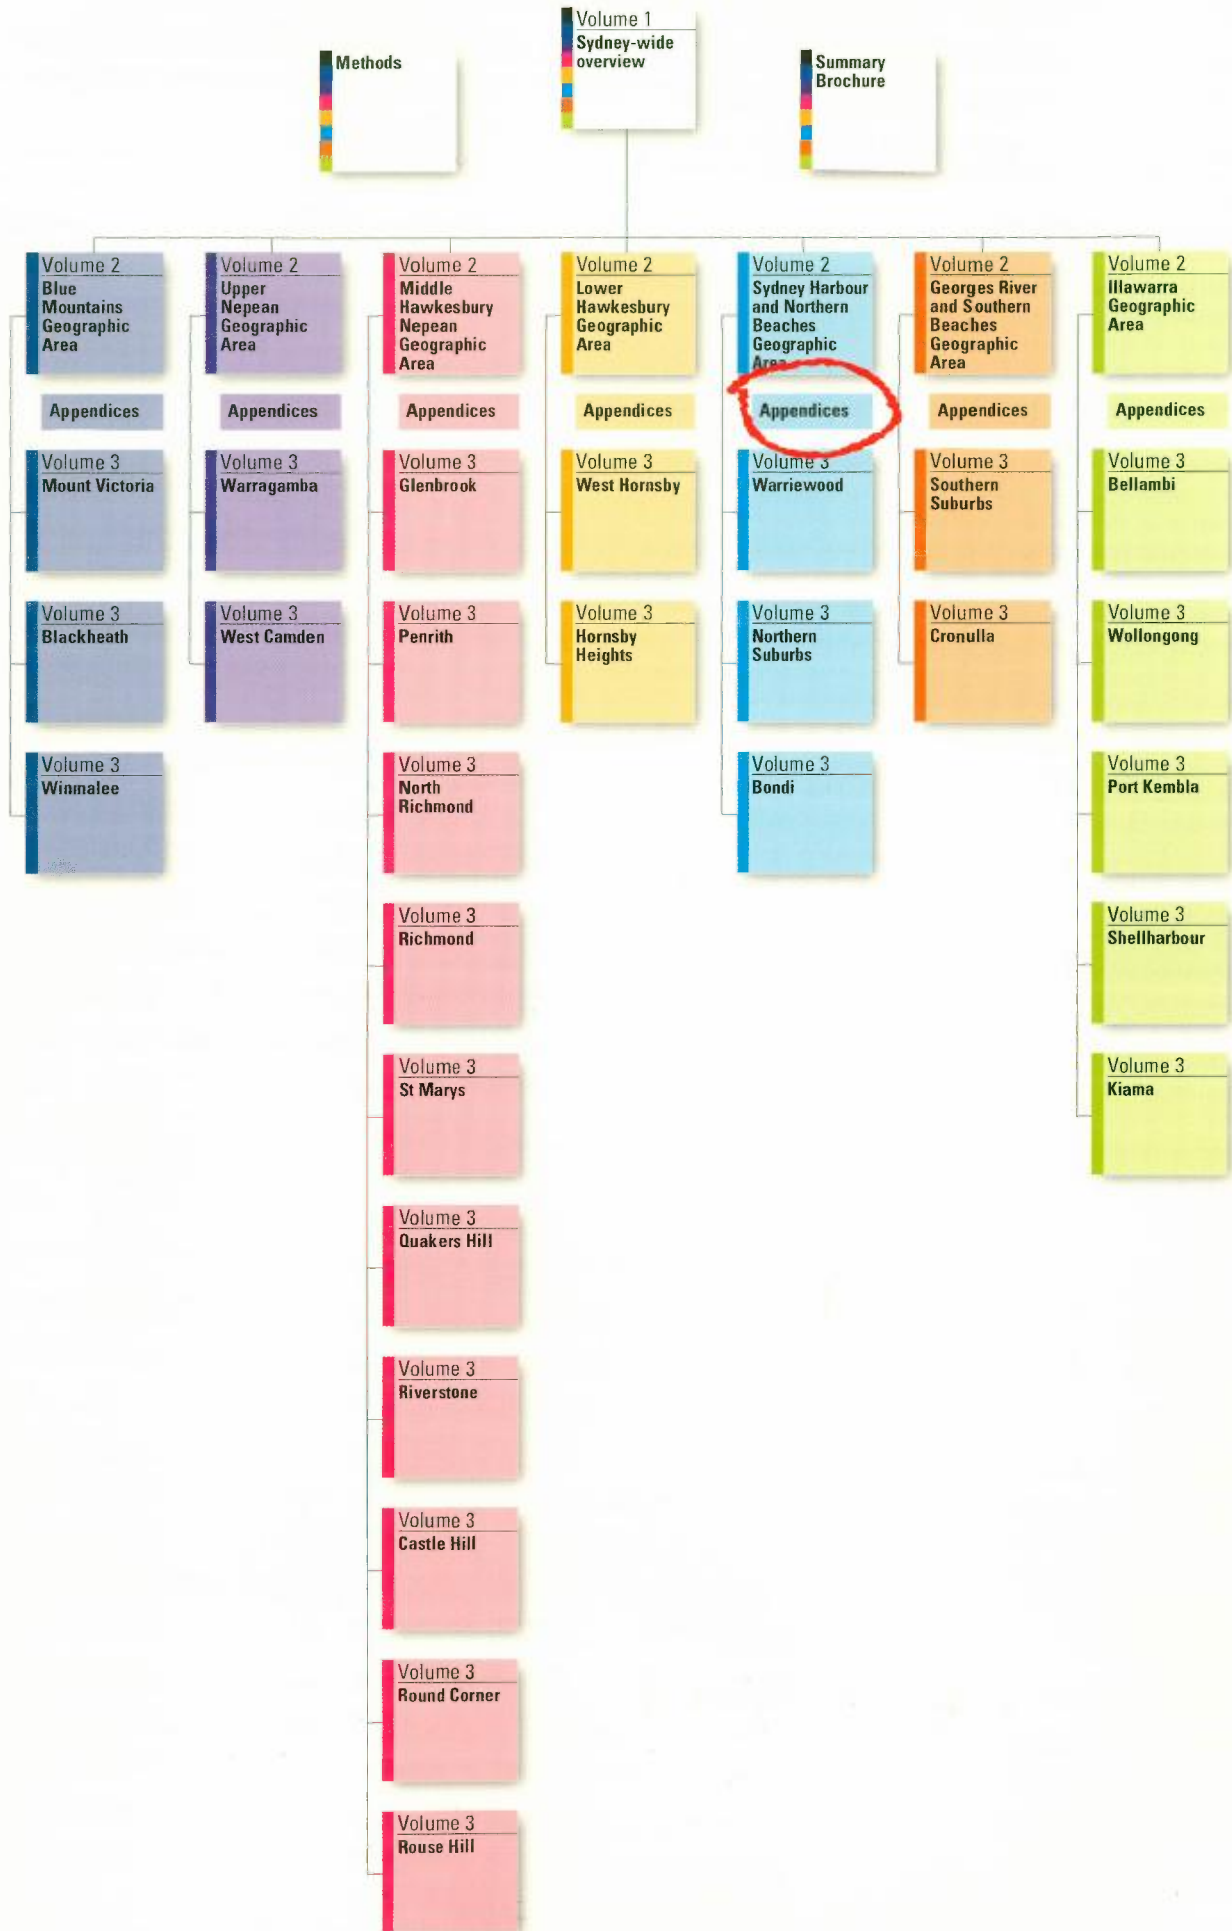 Methods
Volume 1
Sydney-wide
overview
Summary
Brochure
Volume 2
Blue
Mountains
Geographic
Area
Appendices
Volume 3
Mount Victoria
Volume 3
Blackheath
Volume 3
Winmalee
Volume 2
Upper
Nepean
Geographic
Area
Appendices
Volume 3
Warragamba
Volume 3
West Camden
Volume 2
Middle
Hawkesbury
Nepean
Geographic
Area
Appendices
Volume 3
Glenbrook
Volume 3
Penrith
Volume 3
North
Richmond
Volume 3
Richmond
Volume 3
St Marys
Volume 3
Quakers Hill
Volume 3
Riverstone
Volume 3
Castle Hill
Volume 3
Round Corner
Volume 3
Rouse Hill
Volume 2
Lower
Hawkesbury
Geographic
Area
Appendices
Volume 3
West Hornsby
Volume 3
Hornsby
Heights
Volume 2
Sydney Harbour
and Northern
Beaches
Geographic
Area
Appendices
Volume 3
Warriewood
Volume 3
Northern
Suburbs
Volume 3
Bondi
Volume 2
Georges River
and Southern
Beaches
Geographic
Area
Appendices
Volume 3
Southern
Suburbs
Volume 3
Cronulla
Volume 2
Illawarra
Geographic
Area
Appendices
Volume 3
Bellambi
Volume 3
Wollongong
Volume 3
Port Kembla
Volume 3
Shellharbour
Volume 3
Kiama